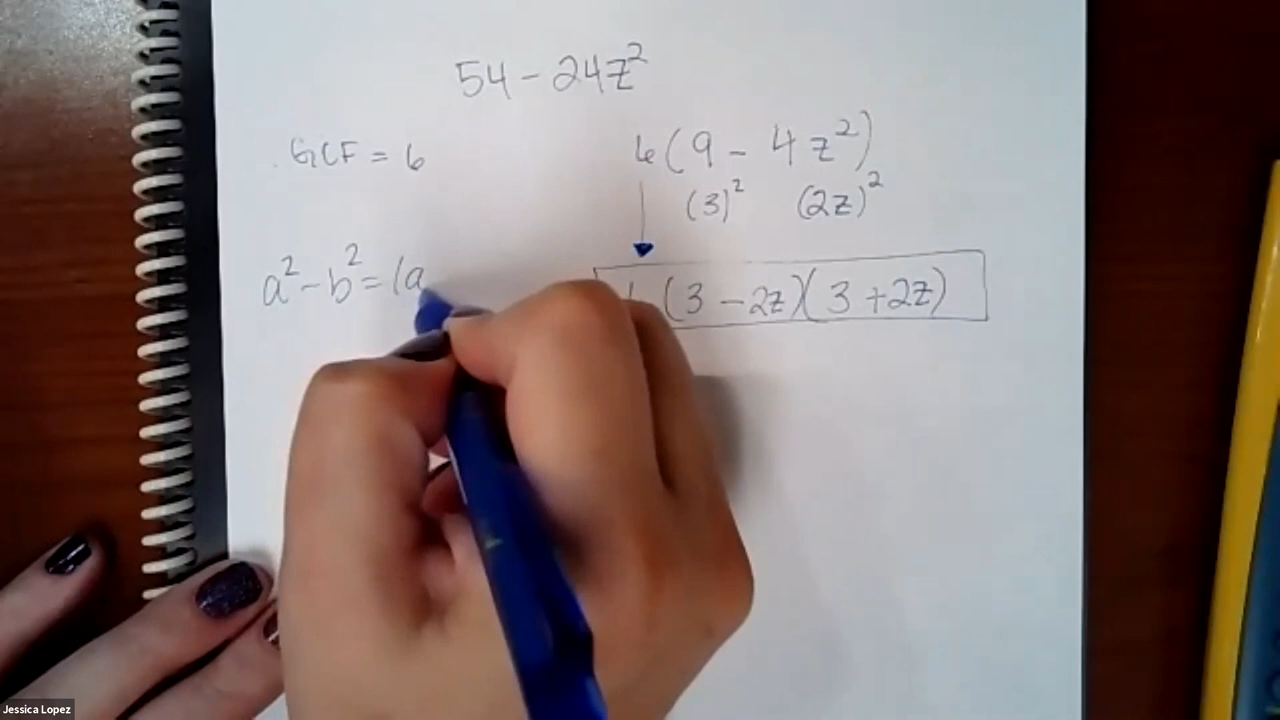 54 - 24z²
GCF = 6
6(9 - 4z²)
(3)² (2z)²
a² - b² = (a
(3 - 2z)(3 + 2z)
Jessica Lopez